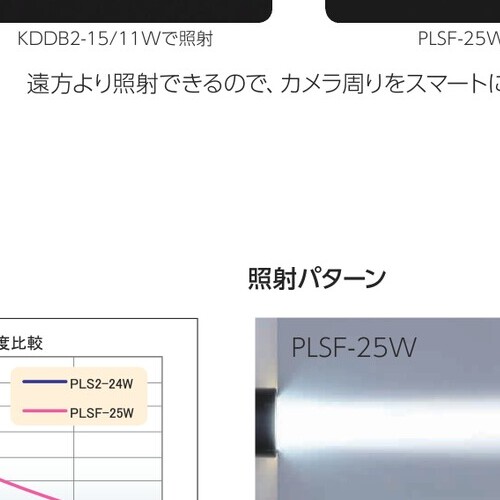 KDDB2-15/11Wで照射
PLSF-25W
遠方より照射できるので、カメラ周りをスマートに
照射パターン
度比較
PLS2-24W
PLSF-25W
PLSF-25W